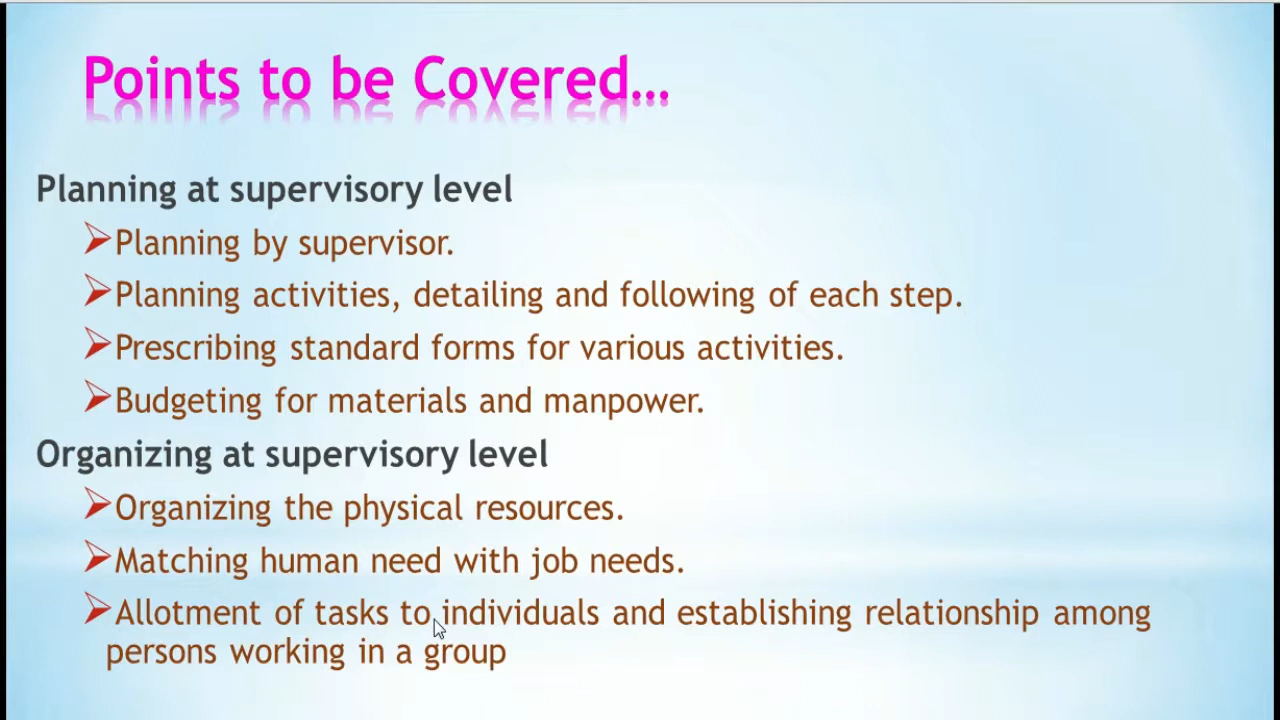 Points to be Covered...
Planning at supervisory level
➢Planning by supervisor.
➢Planning activities, detailing and following of each step.
➢Prescribing standard forms for various activities.
➢Budgeting for materials and manpower.
Organizing at supervisory level
➢Organizing the physical resources.
➢Matching human need with job needs.
➢Allotment of tasks to individuals and establishing relationship among
persons working in a group